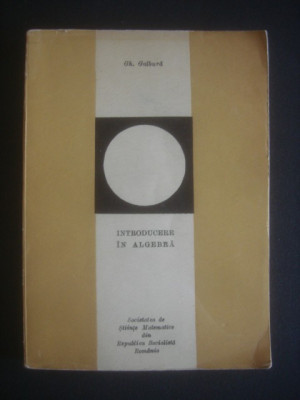 Gh. Galbură
INTRODUCERE
ÎN ALGEBRĂ
Societatea de
Științe Matematice
din
Republica Socialistă
România